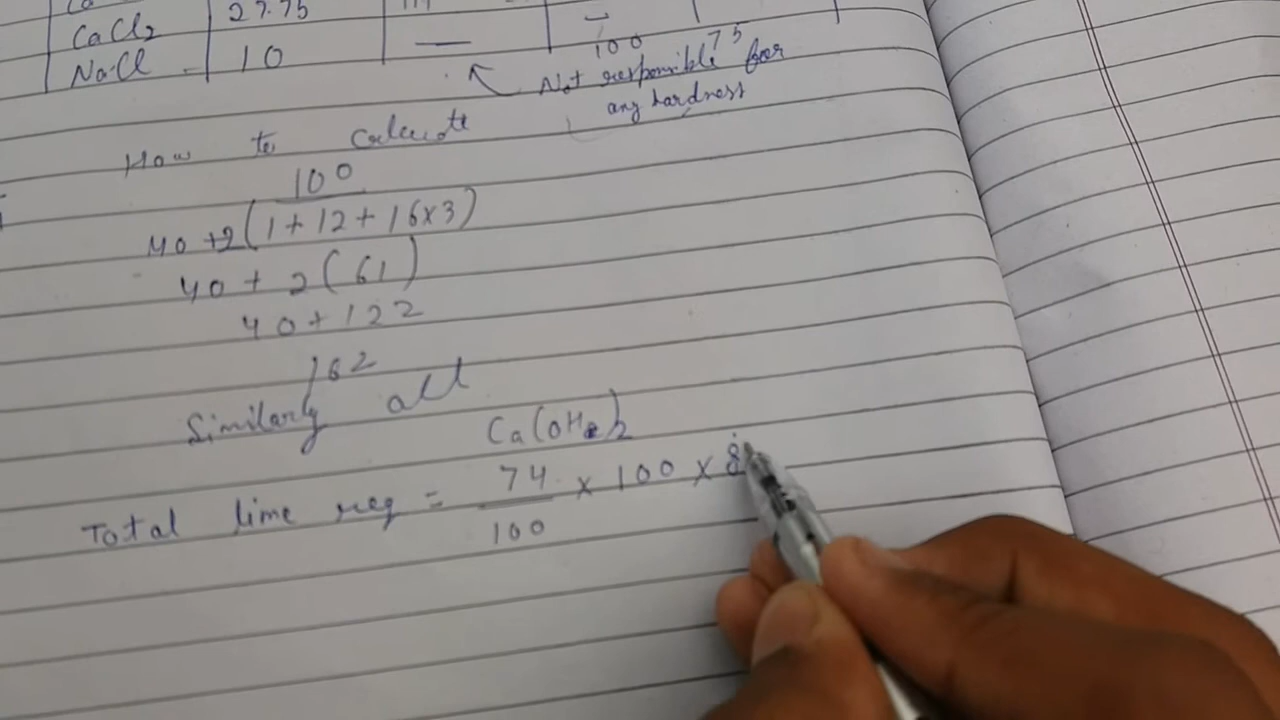 CaCl2 27.75
NaCl 10 — 100 75
Not responsible for
any hardness
How to Calculate
100
40 +2(1+12+16x3)
40 + 2(61)
40+122
162
Similarly all
Ca(OH)2
Total lime req = 74 x 100 x 8
100